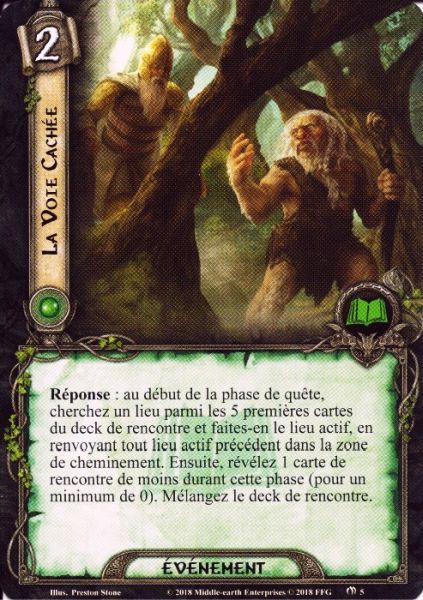 2
LA VOIE CACHÉE
Réponse : au début de la phase de quête,
cherchez un lieu parmi les 5 premières cartes
du deck de rencontre et faites-en le lieu actif, en
renvoyant tout lieu actif précédent dans la zone
de cheminement. Ensuite, révélez 1 carte de
rencontre de moins durant cette phase (pour un
minimum de 0). Mélangez le deck de rencontre.
ÉVÉNEMENT
Illus. Preston Stone © 2018 Middle-earth Enterprises © 2018 FFG 5